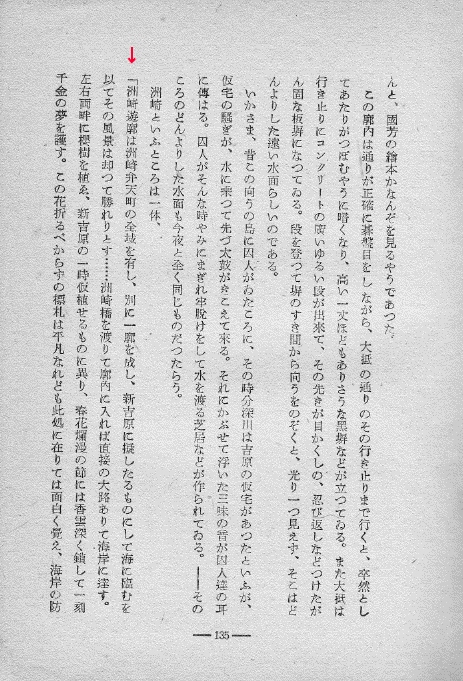 んと、國芳の繪本かなんぞを見るやうであつた。
この廓内は通りが正確に碁盤目をしながら、大抵の通りのその行き止りまで行くと、卒然とし
てあたりがつぼむやうに暗くなり、高い一丈ほどもありさうな黑塀などが立つてゐる。また大抵は
行き止りにコンクリートの廣いゆるい段が出來て、その先きが目かくしの、忍び返しなどつけたが
ん固な板塀になつてゐる。段を登つて塀のすき間から向うをのぞくと、光り一つ見えず、そこはど
んよりした遠い水面らしいのである。
いかさま、昔この向うの島に囚人がゐたころに、その時分深川は吉原の仮宅があつたといふが、
仮宅の騷ぎが、水に乘つて先づ太鼓がきこえて來る。それにかぶせて浮いた三味の音が囚人達の耳
に傳はる。囚人がそんな時やみにまぎれ牢脱けをして水を渡る芝居などが作られてゐる。――その
ころのどんよりした水面も今夜と全く同じものだつたらう。
洲崎といふところは一体、
「洲崎遊廓は洲崎弁天町の全域を有し、別に一廓を成し、新吉原に擬したるものにして海に臨むを
以てその風景は却つて勝れりとす……洲崎橋を渡りて廓内に入れば直接の大路ありて海岸に達す。
左右両畔に櫻樹を植ゑ、新吉原の一時仮植せるものに異り、春花爛漫の節には香雲深く鎖して一刻
千金の夢を護す。この花折るべからずの標札は平凡なれども此処に在りては面白く覺え、海岸の防
― 135 ―